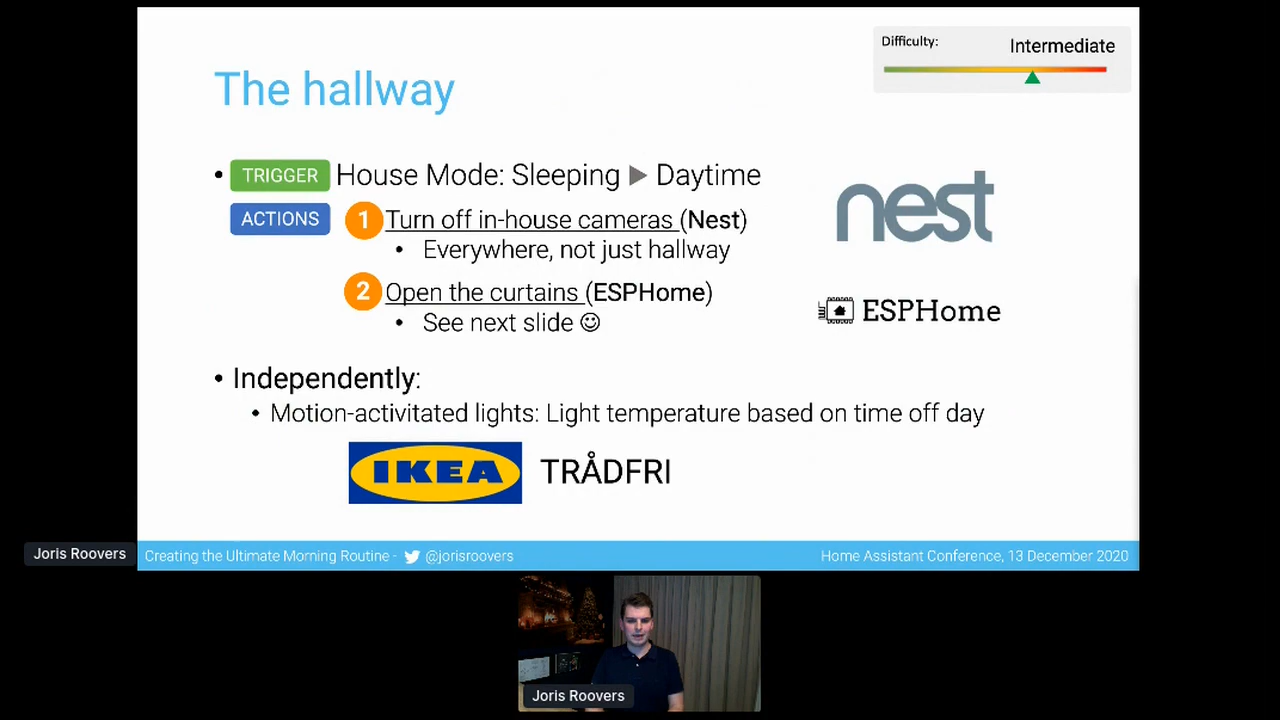 Difficulty:
Intermediate
The hallway
• TRIGGER House Mode: Sleeping ▶ Daytime
ACTIONS 1 Turn off in-house cameras (Nest)
• Everywhere, not just hallway
2 Open the curtains (ESPHome)
• See next slide ☺
nest
ESPHome
• Independently:
• Motion-activitated lights: Light temperature based on time off day
IKEA TRÅDFRI
Joris Roovers
Creating the Ultimate Morning Routine - @jorisroovers
Home Assistant Conference, 13 December 2020
Joris Roovers